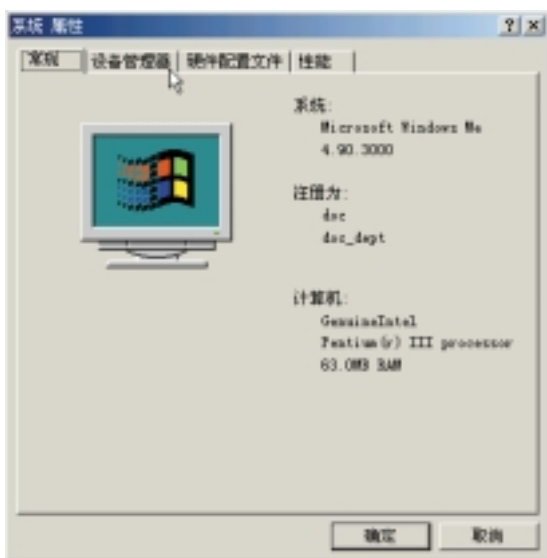 系统 属性
常规 设备管理器 硬件配置文件 性能
系统:
Microsoft Windows Me
4.90.3000
注册为:
dsc
dsc_dept
计算机:
GenuineIntel
Pentium(r) III processor
63.0MB RAM
确定 取消